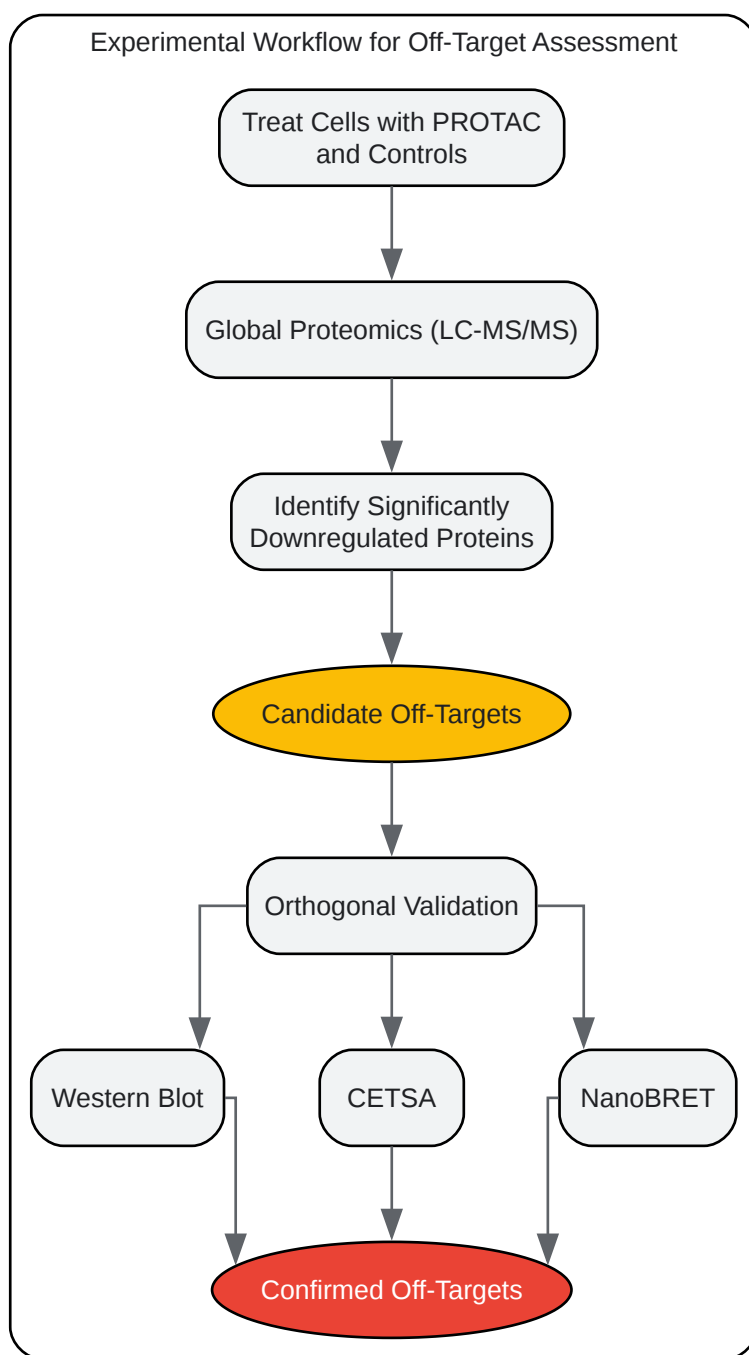 Experimental Workflow for Off-Target Assessment
Treat Cells with PROTAC
and Controls
Global Proteomics (LC-MS/MS)
Identify Significantly
Downregulated Proteins
Candidate Off-Targets
Orthogonal Validation
Western Blot
CETSA
NanoBRET
Confirmed Off-Targets